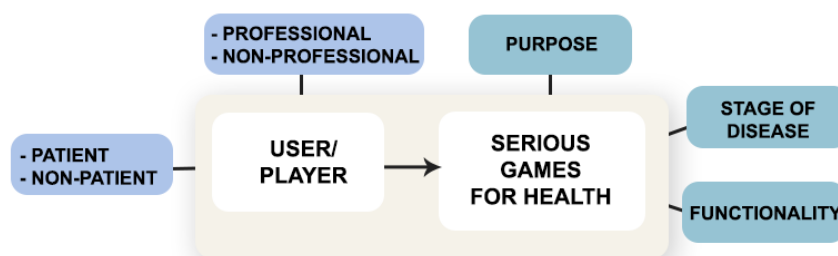 - PROFESSIONAL
- NON-PROFESSIONAL
PURPOSE
- PATIENT
- NON-PATIENT
USER/
PLAYER
SERIOUS
GAMES
FOR HEALTH
STAGE OF
DISEASE
FUNCTIONALITY